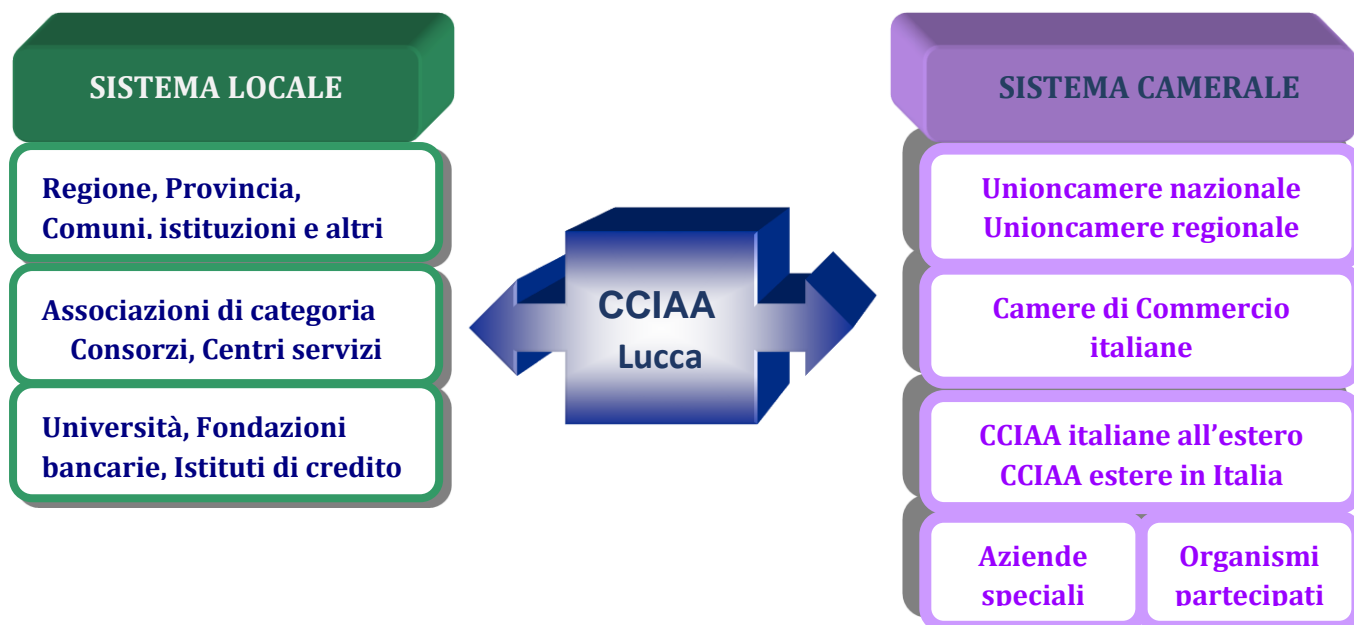 SISTEMA LOCALE
Regione, Provincia,
Comuni, istituzioni e altri
Associazioni di categoria
Consorzi, Centri servizi
Università, Fondazioni
bancarie, Istituti di credito
CCIAA
Lucca
SISTEMA CAMERALE
Unioncamere nazionale
Unioncamere regionale
Camere di Commercio
italiane
CCIAA italiane all’estero
CCIAA estere in Italia
Aziende
speciali
Organismi
partecipati